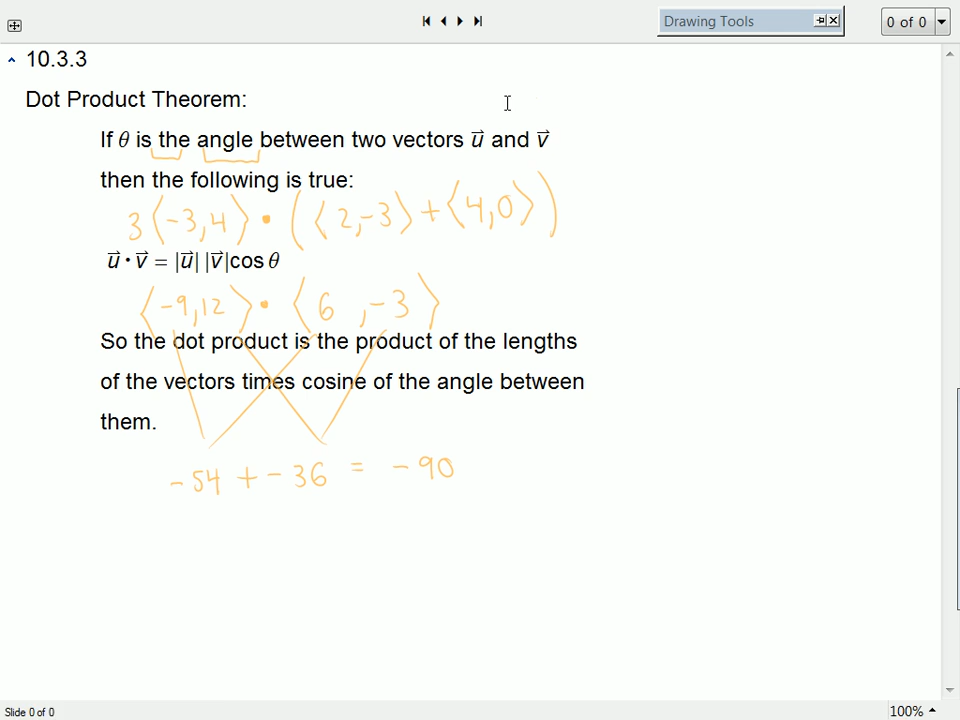 Drawing Tools
0 of 0
10.3.3
Dot Product Theorem:
If θ is the angle between two vectors u⃗ and v⃗
then the following is true:
3⟨-3,4⟩ • (⟨2,-3⟩+⟨4,0⟩)
u⃗ • v⃗ = |u⃗| |v⃗|cos θ
⟨-9,12⟩ • ⟨6 ,-3⟩
So the dot product is the product of the lengths
of the vectors times cosine of the angle between
them.
-54 + -36 = -90
Slide 0 of 0
100%